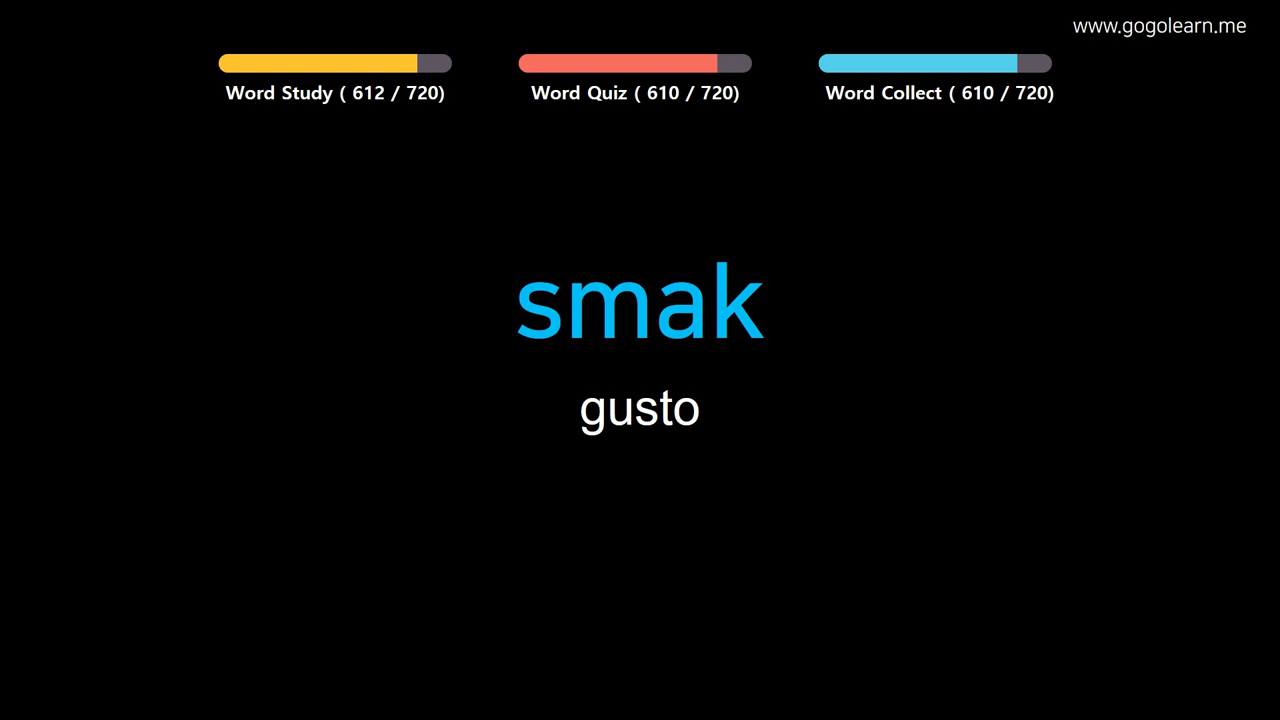 www.gogolearn.me
Word Study ( 612 / 720)
Word Quiz ( 610 / 720)
Word Collect ( 610 / 720)
smak
gusto